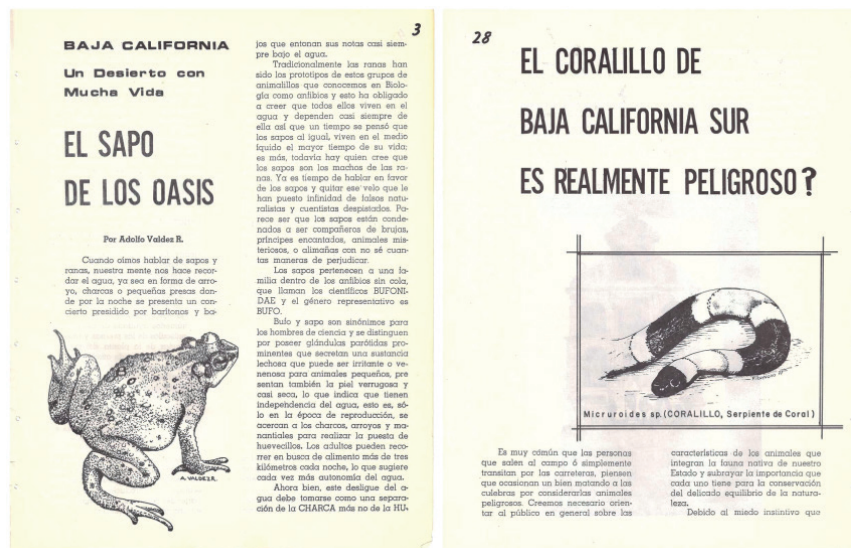 3
BAJA CALIFORNIA
Un Desierto con
Mucha Vida
EL SAPO
DE LOS OASIS
Por Adolfo Valdez R.
Cuando oímos hablar de sapos y
ranas, nuestra mente nos hace recor-
dar el agua, ya sea en forma de arro-
yo, charcas o pequeñas presas don-
de por la noche se presenta un con-
cierto presidido por barítonos y ba-
A. VALDEZ R.
jos que entonan sus notas casi siem-
pre bajo el agua.
Tradicionalmente las ranas han
sido los prototipos de estos grupos de
animalillos que conocemos en Biolo-
gía como anfibios y esto ha obligado
a creer que todos ellos viven en el
agua y dependen casi siempre de
ella así que un tiempo se pensó que
los sapos al igual, viven en el medio
líquido el mayor tiempo de su vida;
es más, todavía hay quien cree que
los sapos son los machos de las ra-
nas. Ya es tiempo de hablar en favor
de los sapos y quitar ese velo que le
han puesto infinidad de falsos natu-
ralistas y cuentistas despistados. Pa-
rece ser que los sapos están conde-
nados a ser compañeros de brujas,
príncipes encantados, animales mis-
teriosos, o alimañas con no sé cuan-
tas maneras de perjudicar.
Los sapos pertenecen a una fa-
milia dentro de los anfibios sin cola,
que llaman los científicos BUFONI-
DAE y el género representativo es
BUFO.
Bufo y sapo son sinónimos para
los hombres de ciencia y se distinguen
por poseer glándulas parótidas pro-
minentes que secretan una sustancia
lechosa que puede ser irritante o ve-
nenosa para animales pequeños, pre
sentan también la piel verrugosa y
casi seca, lo que indica que tienen
independencia del agua, esto es, só-
lo en la época de reproducción, se
acercan a los charcos, arroyos y ma-
nantiales para realizar la puesta de
huevecillos. Los adultos pueden reco-
rrer en busca de alimento más de tres
kilómetros cada noche, lo que sugiere
cada vez más autonomía del agua.
Ahora bien, este desligue del a-
gua debe tomarse como una separa-
ción de la CHARCA más no de la HU-
28
EL CORALILLO DE
BAJA CALIFORNIA SUR
ES REALMENTE PELIGROSO?
Micruroides sp.(CORALILLO, Serpiente de Coral)
Es muy común que las personas
que salen al campo ó simplemente
transitan por las carreteras, piensen
que ocasionan un bien matando a las
culebras por considerarlas animales
peligrosos. Creemos necesario orien-
tar al público en general sobre las
características de los animales que
integran la fauna nativa de nuestro
Estado y subrayar la importancia que
cada uno tiene para la conservación
del delicado equilibrio de la natura-
leza.
Debido al miedo instintivo que